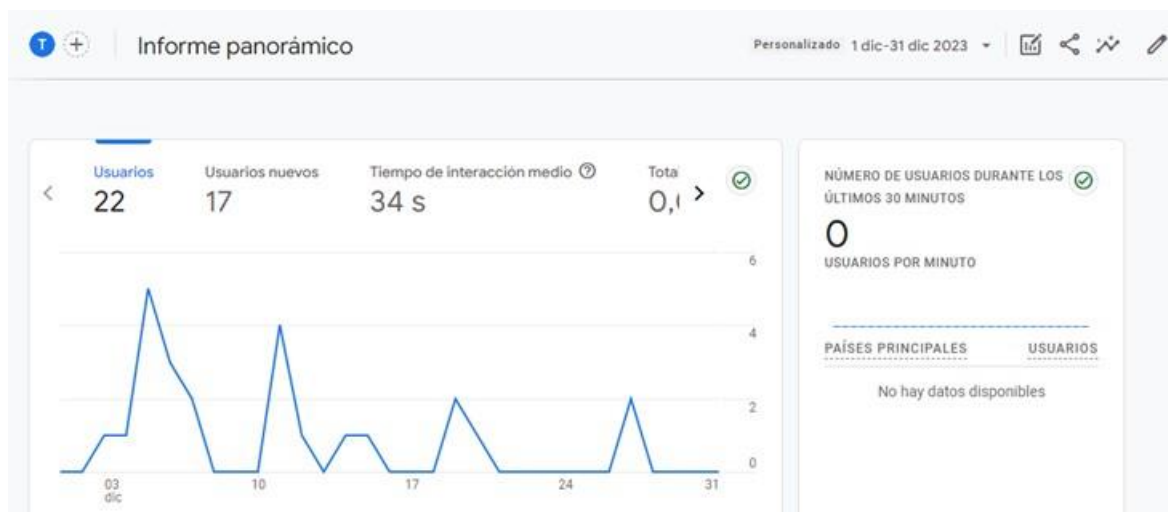 T
Informe panorámico
Personalizado 1 dic-31 dic 2023
Usuarios
22
Usuarios nuevos
17
Tiempo de interacción medio
34 s
Tota
0,(
6
4
2
0
03
dic
10
17
24
31
NÚMERO DE USUARIOS DURANTE LOS
ÚLTIMOS 30 MINUTOS
0
USUARIOS POR MINUTO
PAÍSES PRINCIPALES USUARIOS
No hay datos disponibles